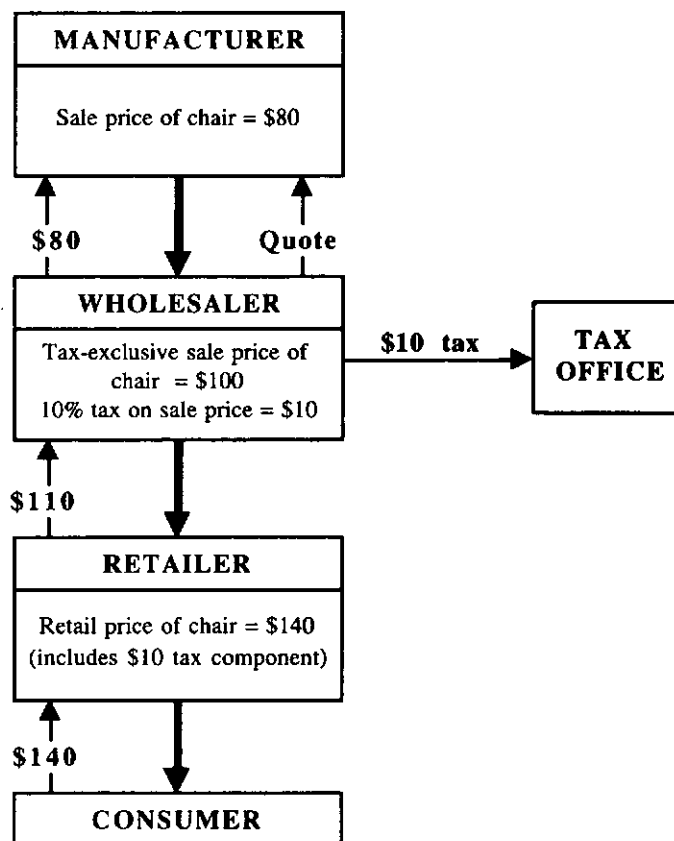 MANUFACTURER
Sale price of chair = $80
$80
Quote
WHOLESALER
Tax-exclusive sale price of
chair = $100
10% tax on sale price = $10
$10 tax
TAX
OFFICE
$110
RETAILER
Retail price of chair = $140
(includes $10 tax component)
$140
CONSUMER